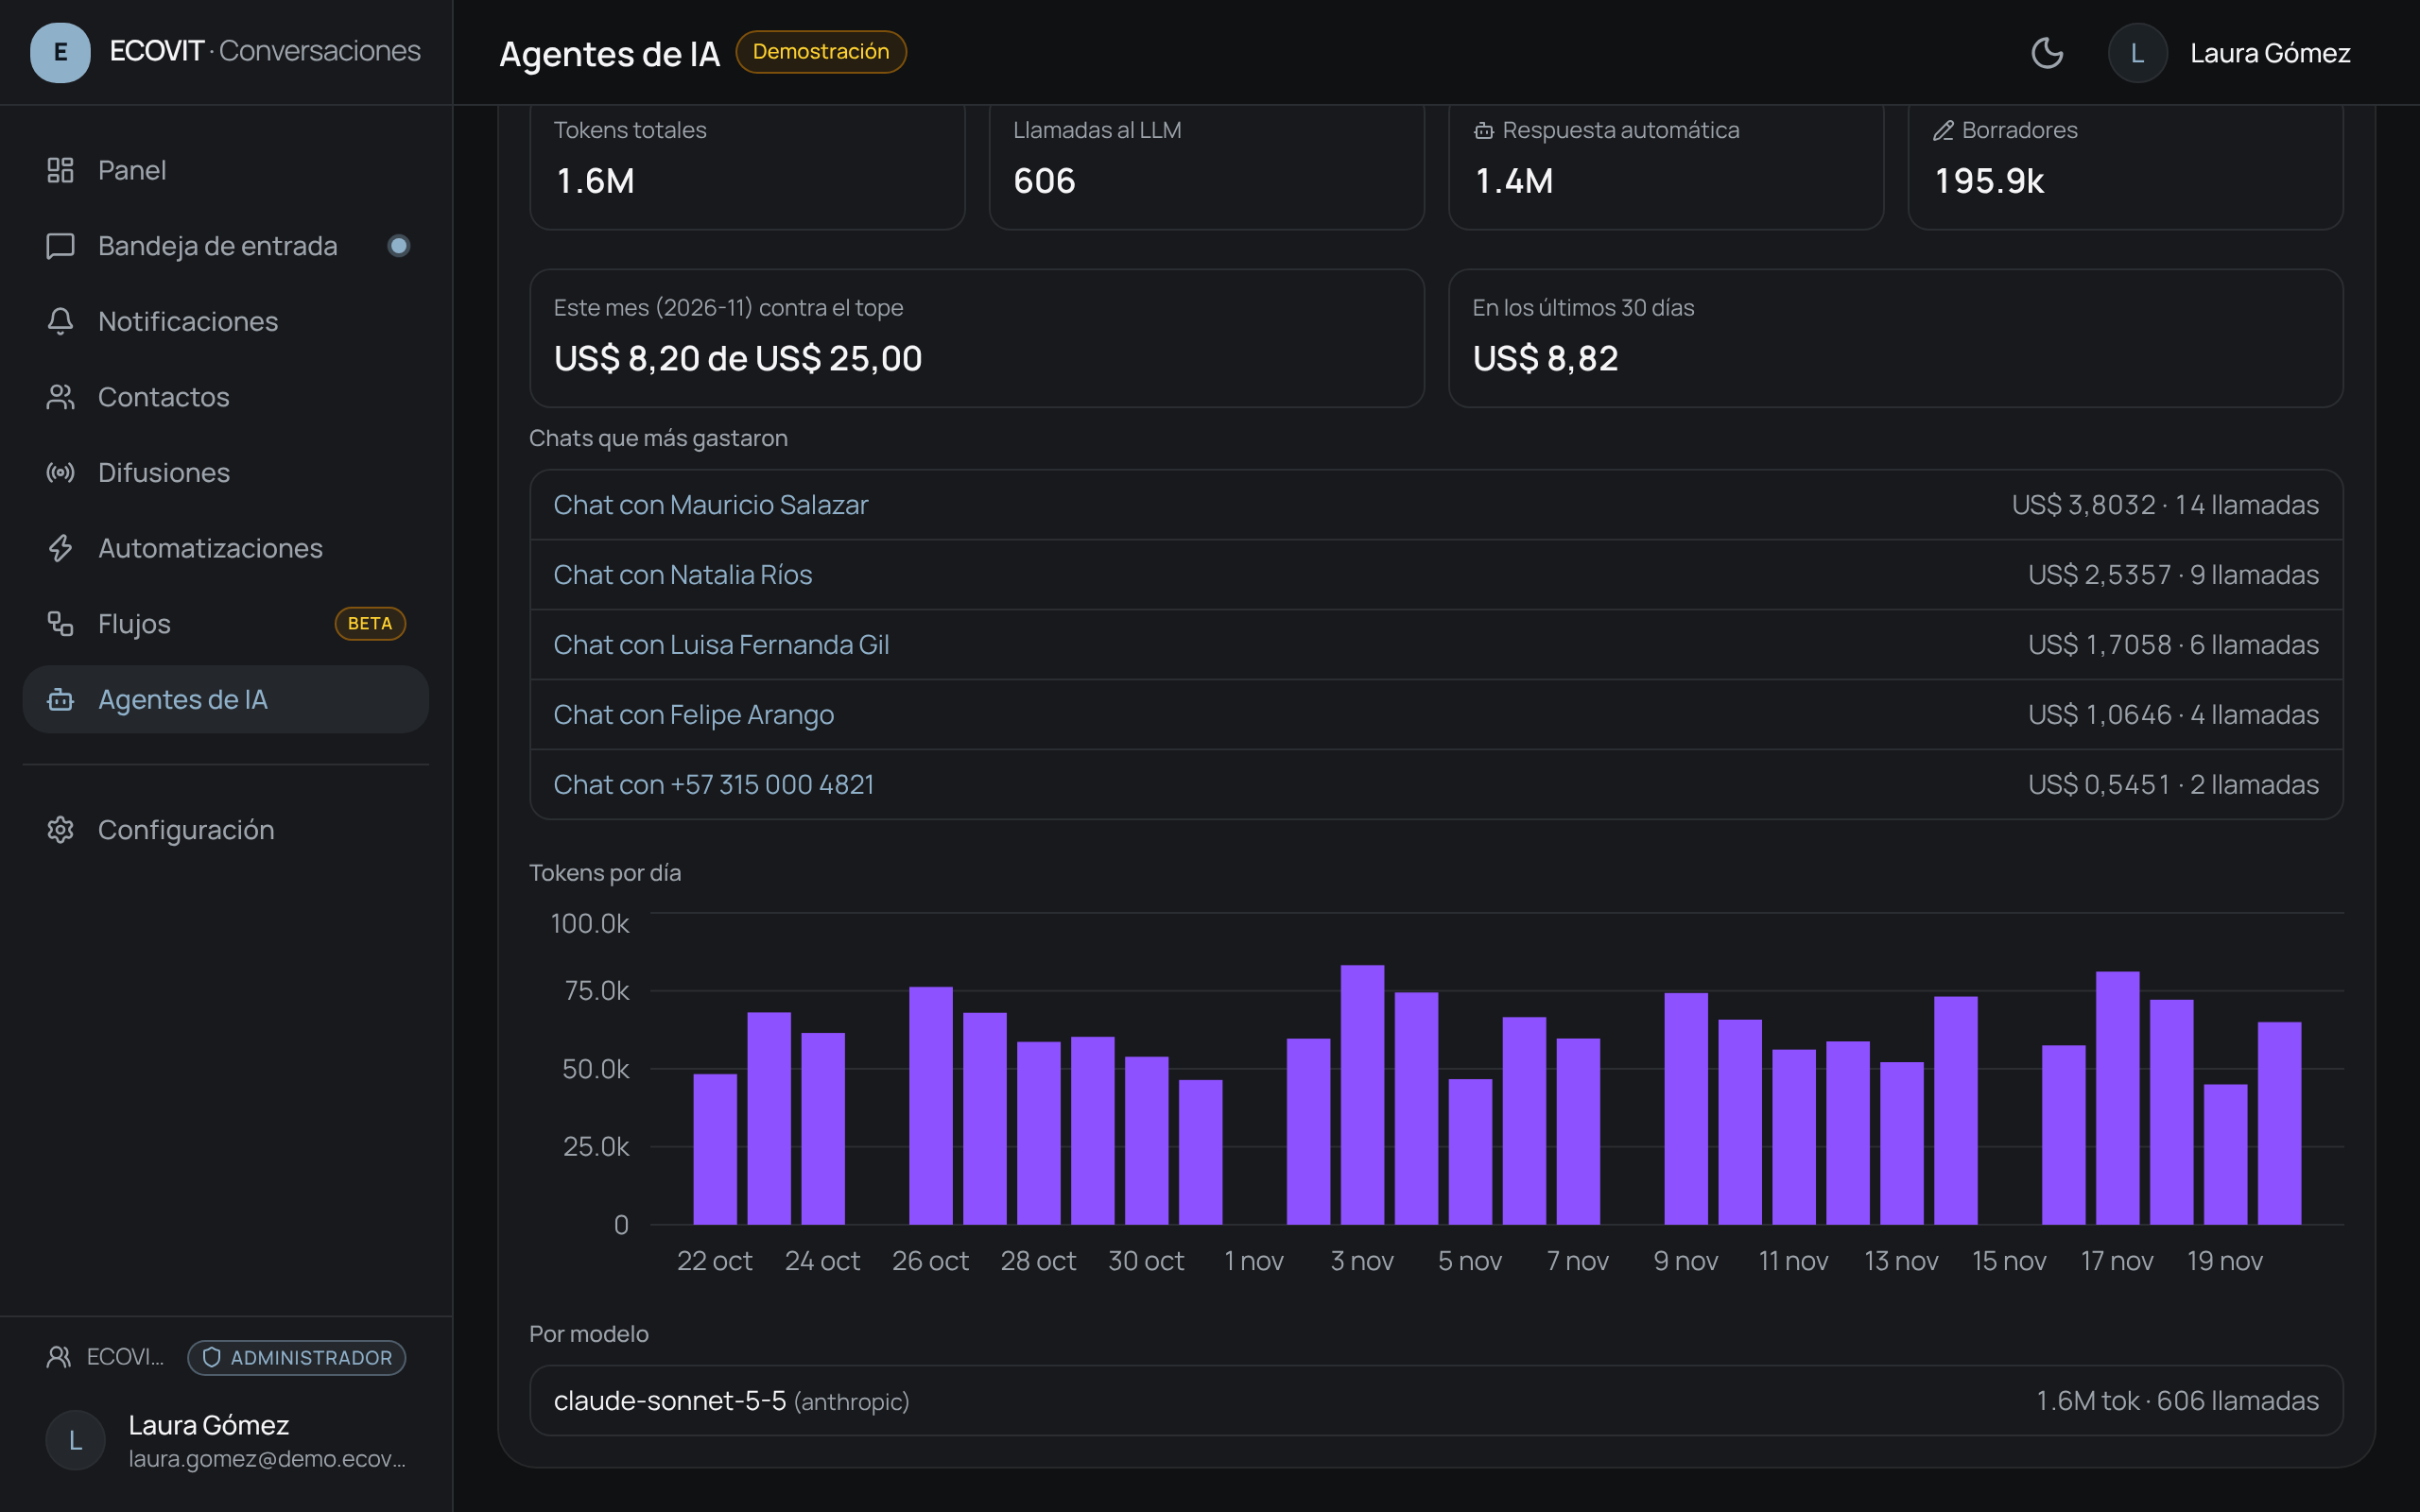 E
ECOVIT · Conversaciones
Panel
Bandeja de entrada
Notificaciones
Contactos
Difusiones
Automatizaciones
Flujos BETA
Agentes de IA
Configuración
ECOVI... ADMINISTRADOR
L
Laura Gómez
laura.gomez@demo.ecov...
Agentes de IA Demostración
L Laura Gómez
Tokens totales
1.6M
Llamadas al LLM
606
Respuesta automática
1.4M
Borradores
195.9k
Este mes (2026-11) contra el tope
US$ 8,20 de US$ 25,00
En los últimos 30 días
US$ 8,82
Chats que más gastaron
Chat con Mauricio Salazar US$ 3,8032 · 14 llamadas
Chat con Natalia Ríos US$ 2,5357 · 9 llamadas
Chat con Luisa Fernanda Gil US$ 1,7058 · 6 llamadas
Chat con Felipe Arango US$ 1,0646 · 4 llamadas
Chat con +57 315 000 4821 US$ 0,5451 · 2 llamadas
Tokens por día
100.0k
75.0k
50.0k
25.0k
0
22 oct 24 oct 26 oct 28 oct 30 oct 1 nov 3 nov 5 nov 7 nov 9 nov 11 nov 13 nov 15 nov 17 nov 19 nov
Por modelo
claude-sonnet-5-5 (anthropic) 1.6M tok · 606 llamadas